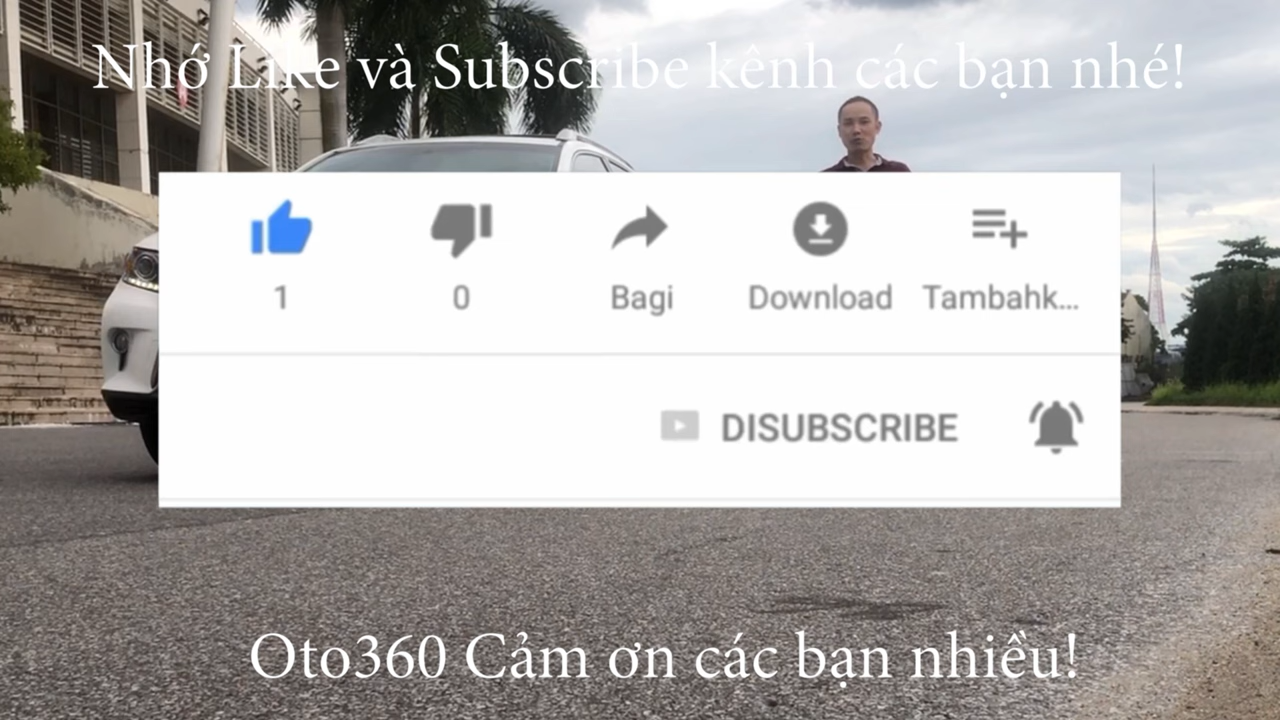 Nhớ Like và Subscribe kênh các bạn nhé!
1 0 Bagi Download Tambahk...
DISUBSCRIBE
Oto360 Cảm ơn các bạn nhiều!